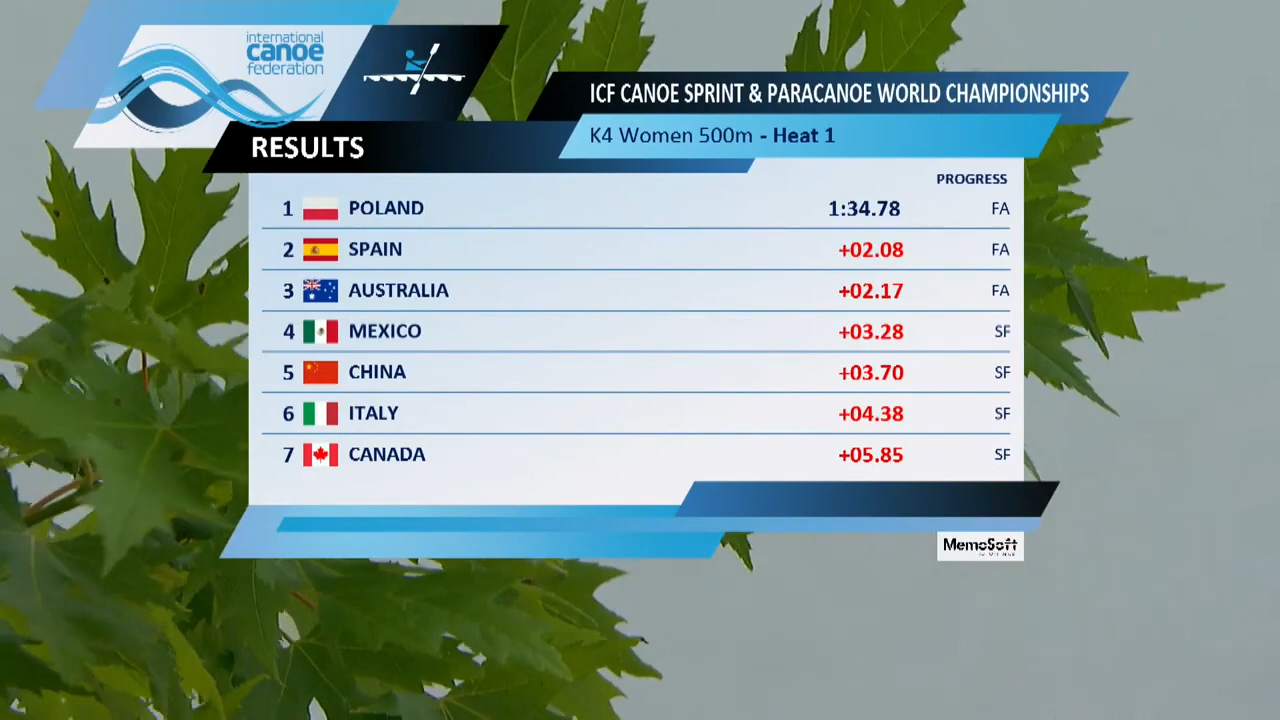 international
canoe
federation
ICF CANOE SPRINT & PARACANOE WORLD CHAMPIONSHIPS
K4 Women 500m - Heat 1
RESULTS
PROGRESS
1 POLAND 1:34.78 FA
2 SPAIN +02.08 FA
3 AUSTRALIA +02.17 FA
4 MEXICO +03.28 SF
5 CHINA +03.70 SF
6 ITALY +04.38 SF
7 CANADA +05.85 SF
MemoSoft